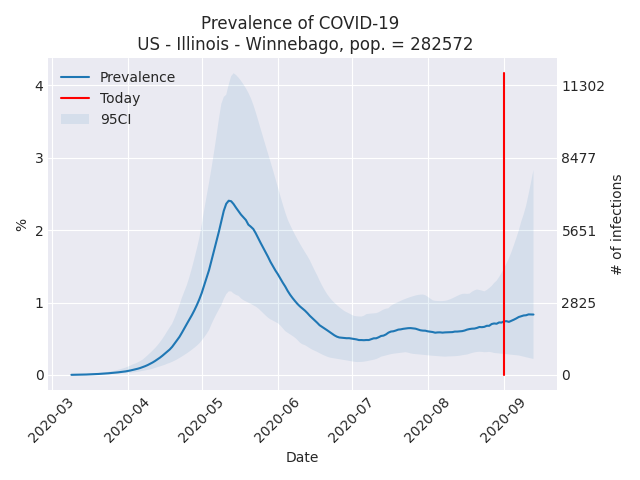 Prevalence of COVID-19
US - Illinois - Winnebago, pop. = 282572
Prevalence
Today
95CI
4
3
2
1
0
%
11302
8477
5651
2825
0
# of infections
2020-03
2020-04
2020-05
2020-06
2020-07
2020-08
2020-09
Date